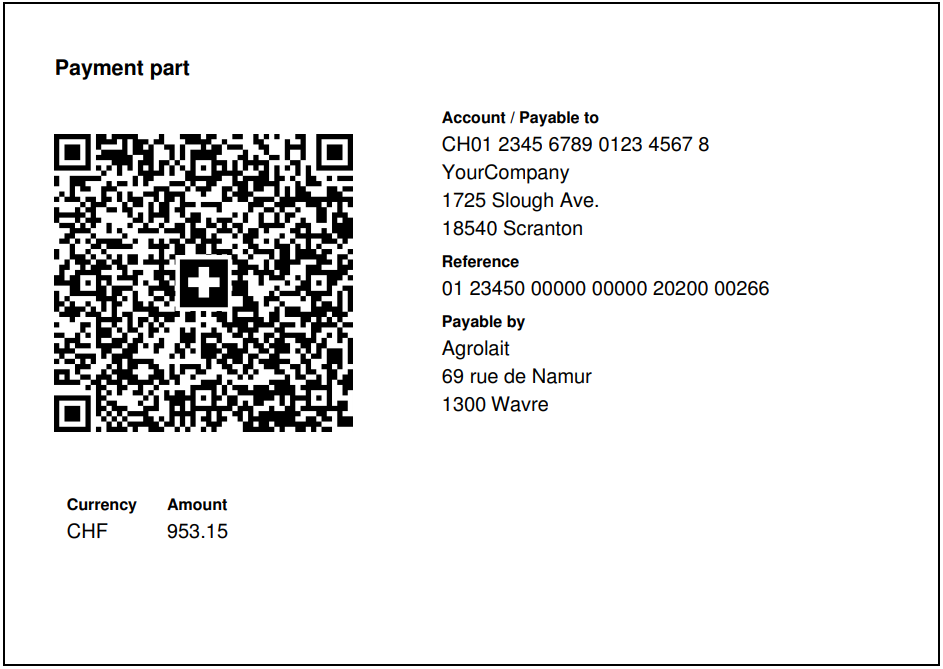 Payment part
Account / Payable to
CH01 2345 6789 0123 4567 8
YourCompany
1725 Slough Ave.
18540 Scranton
Reference
01 23450 00000 00000 20200 00266
Payable by
Agrolait
69 rue de Namur
1300 Wavre
Currency Amount
CHF 953.15